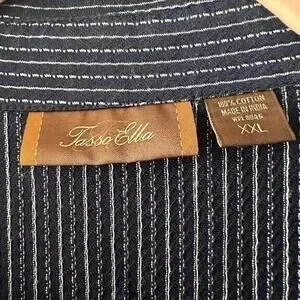 Tasso Elba
100% COTTON
MADE IN INDIA
XXL